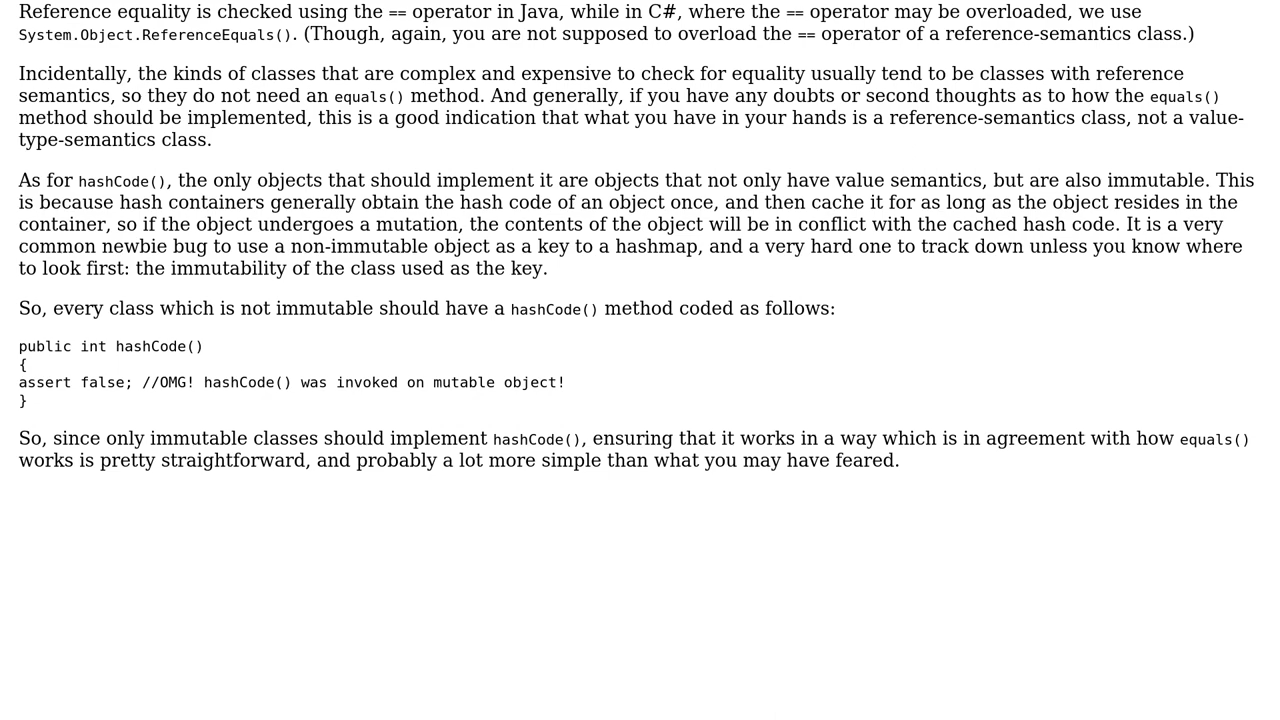 Reference equality is checked using the == operator in Java, while in C#, where the == operator may be overloaded, we use
System.Object.ReferenceEquals(). (Though, again, you are not supposed to overload the == operator of a reference-semantics class.)
Incidentally, the kinds of classes that are complex and expensive to check for equality usually tend to be classes with reference
semantics, so they do not need an equals() method. And generally, if you have any doubts or second thoughts as to how the equals()
method should be implemented, this is a good indication that what you have in your hands is a reference-semantics class, not a value-
type-semantics class.
As for hashCode(), the only objects that should implement it are objects that not only have value semantics, but are also immutable. This
is because hash containers generally obtain the hash code of an object once, and then cache it for as long as the object resides in the
container, so if the object undergoes a mutation, the contents of the object will be in conflict with the cached hash code. It is a very
common newbie bug to use a non-immutable object as a key to a hashmap, and a very hard one to track down unless you know where
to look first: the immutability of the class used as the key.
So, every class which is not immutable should have a hashCode() method coded as follows:
public int hashCode()
{
assert false; //OMG! hashCode() was invoked on mutable object!
}
So, since only immutable classes should implement hashCode(), ensuring that it works in a way which is in agreement with how equals()
works is pretty straightforward, and probably a lot more simple than what you may have feared.